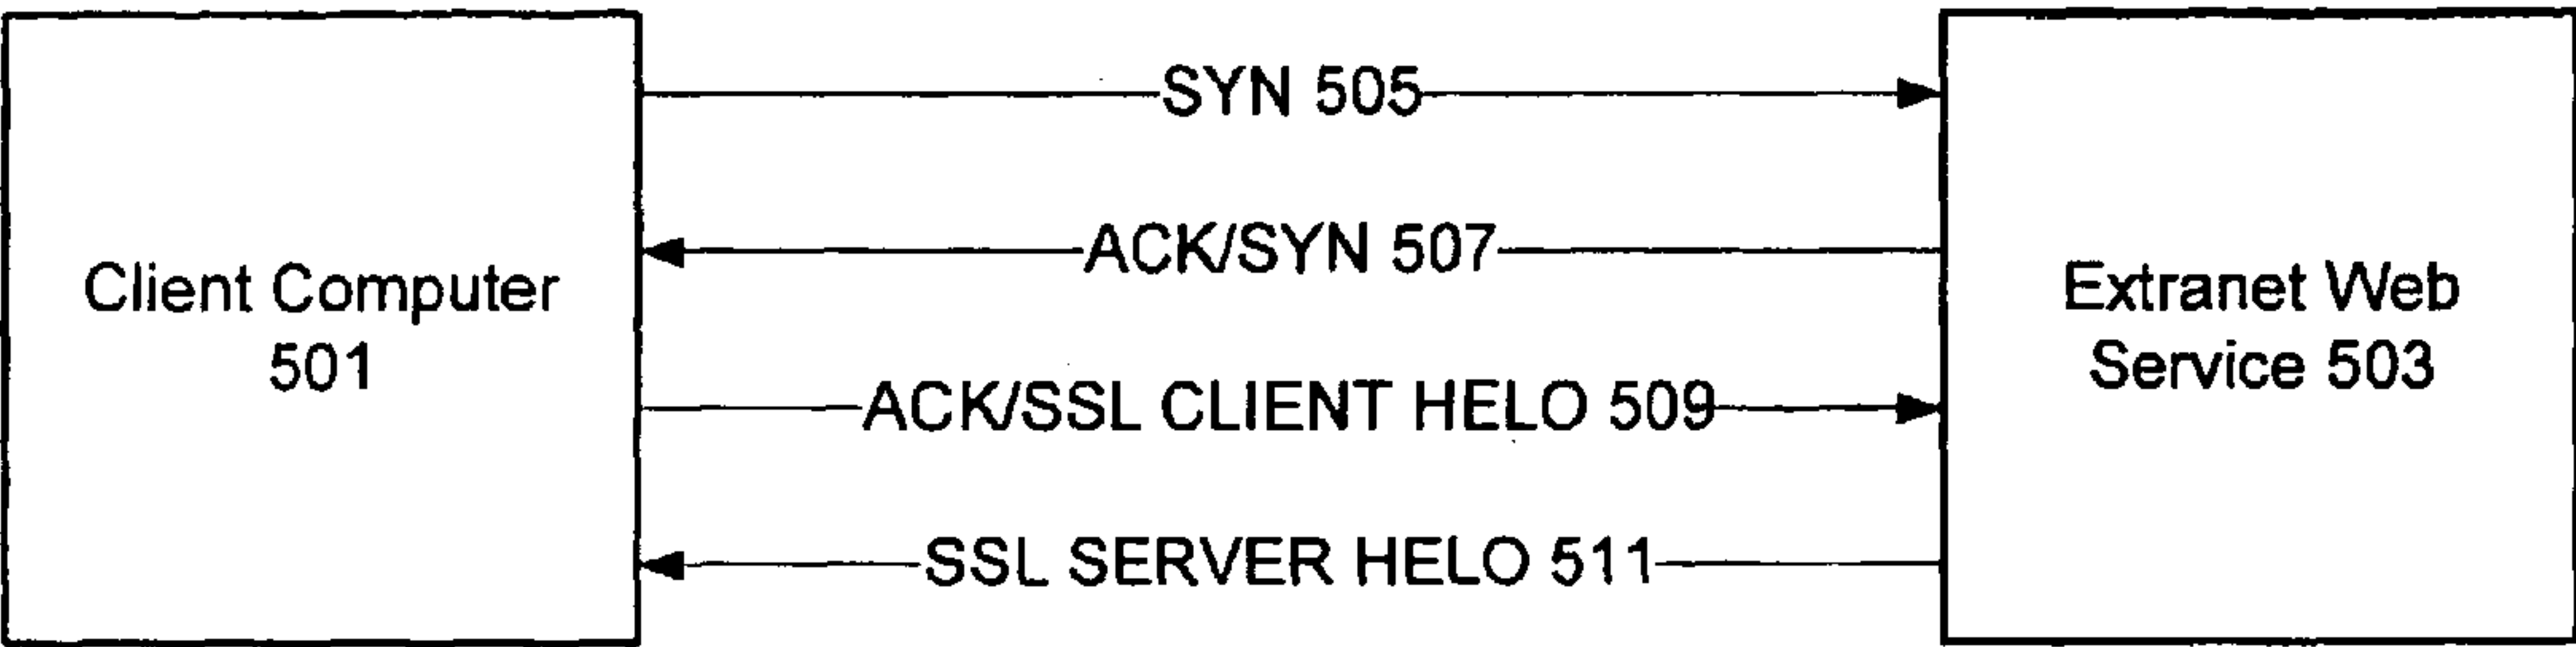 Client Computer
501
SYN 505
ACK/SYN 507
ACK/SSL CLIENT HELO 509
SSL SERVER HELO 511
Extranet Web
Service 503